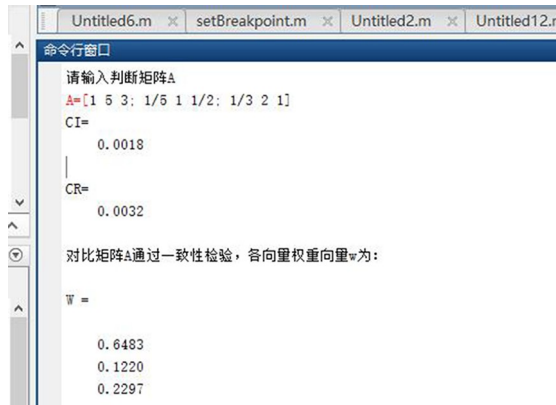 Untitled6.m × setBreakpoint.m × Untitled2.m × Untitled12.
命令行窗口
请输入判断矩阵A
A=[1 5 3; 1/5 1 1/2; 1/3 2 1]
CI=
0.0018
CR=
0.0032
对比矩阵A通过一致性检验，各向量权重向量w为:
W =
0.6483
0.1220
0.2297